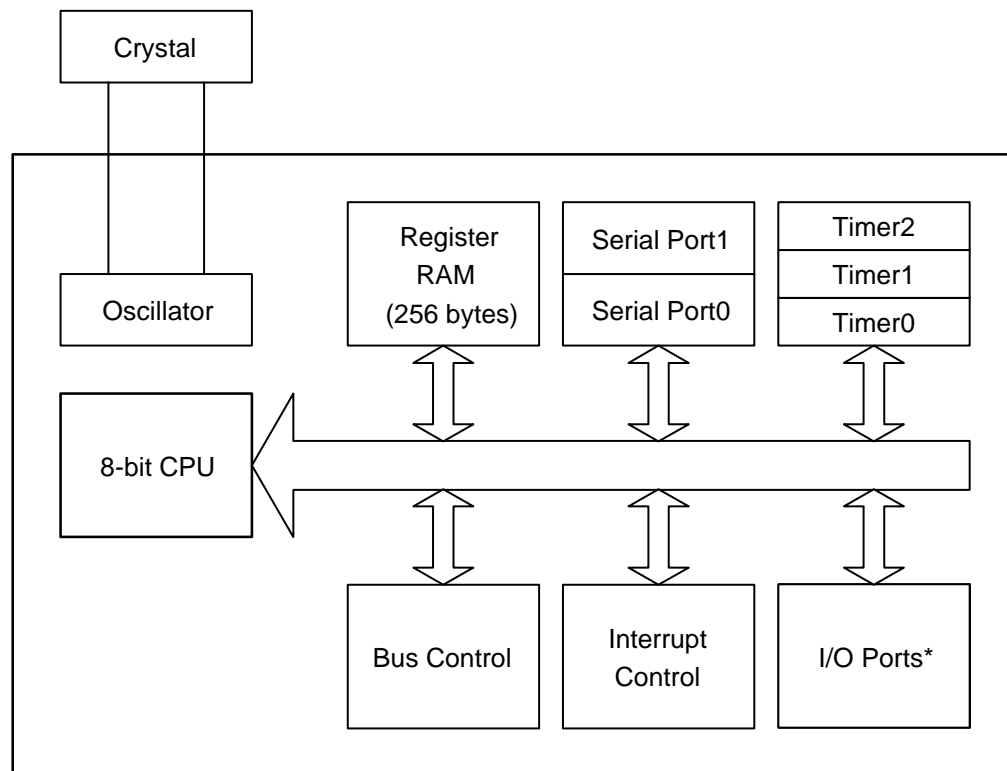 Crystal
Oscillator
Register
RAM
(256 bytes)
Serial Port1
Serial Port0
Timer2
Timer1
Timer0
8-bit CPU
Bus Control
Interrupt
Control
I/O Ports*